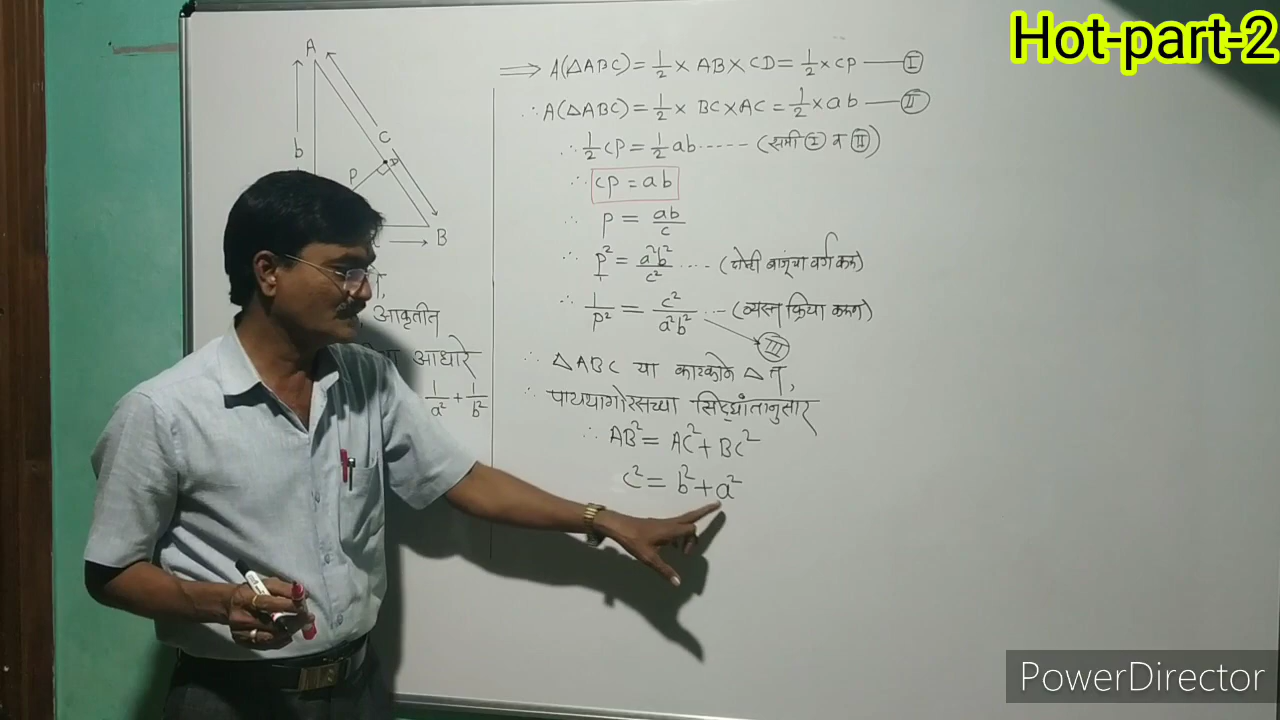 Hot-part-2
A
C
b
P
D
B
त,
, आकृतीत
आधारे
1/a² + 1/b²
⟹ A(△ABC) = 1/2 × AB × CD = 1/2 × CP — I
∴ A(△ABC) = 1/2 × BC × AC = 1/2 × ab — II
∴ 1/2 CP = 1/2 ab ..... (समी I व II)
∴ CP = ab
∴ P = ab/c
∴ P² = a²b²/c² .... (दोन्ही बाजूंचा वर्ग करून)
∴ 1/P² = c²/a²b² ... (व्यस्त क्रिया करून)
III
∴ △ABC या काटकोन △ त,
∴ पायथागोरसच्या सिद्धांतानुसार
∴ AB² = AC² + BC²
c² = b² + a²
PowerDirector